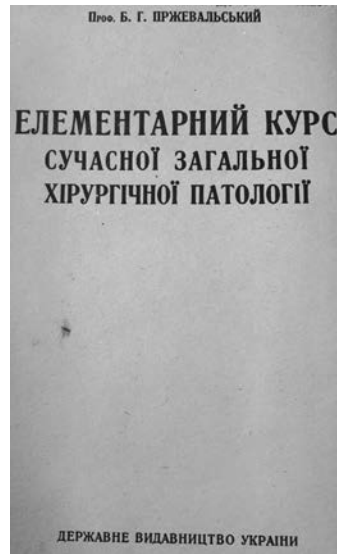 Проф. Б. Г. ПРЖЕВАЛЬСЬКИЙ
ЕЛЕМЕНТАРНИЙ КУРС
СУЧАСНОЇ ЗАГАЛЬНОЇ
ХІРУРГІЧНОЇ ПАТОЛОГІЇ
ДЕРЖАВНЕ ВИДАВНИЦТВО УКРАЇНИ